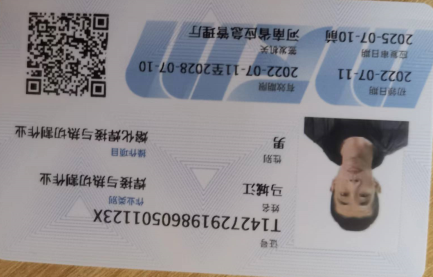 证号
T14272919860501123X
姓名
马城江
性别
男
作业类别
焊接与热切割作业
操作项目
熔化焊接与热切割作业
初领日期
2022-07-11
有效期限
2022-07-11至2028-07-10
应复审日期
2025-07-10前
签发机关
河南省应急管理厅